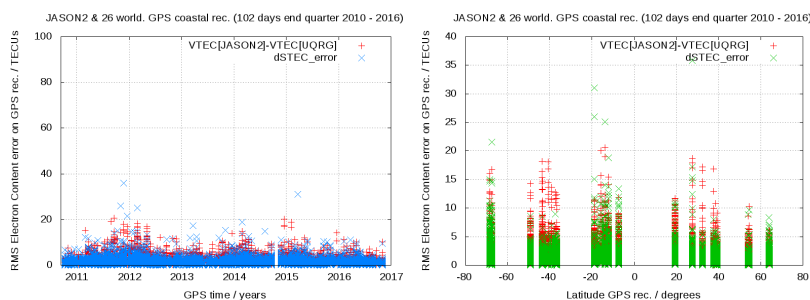 JASON2 & 26 world. GPS coastal rec. (102 days end quarter 2010 - 2016)
VTEC[JASON2]-VTEC[UQRG]
dSTEC_error
RMS Electron Content error on GPS rec. / TECUs
100
80
60
40
20
0
2011 2012 2013 2014 2015 2016 2017
GPS time / years
JASON2 & 26 world. GPS coastal rec. (102 days end quarter 2010 - 2016)
VTEC[JASON2]-VTEC[UQRG]
dSTEC_error
RMS Electron Content error on GPS rec. / TECUs
40
35
30
25
20
15
10
5
0
-80 -60 -40 -20 0 20 40 60 80
Latitude GPS rec. / degrees